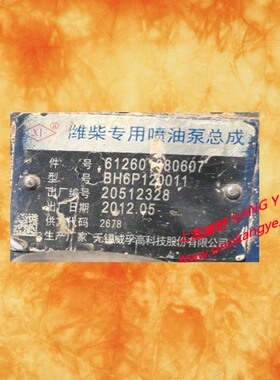 潍柴专用喷油泵总成
件 号 612601080607
型 号 BH6P120011
出厂编号 20512328
出厂日期 2012.05
供方代码 2678
生产厂家 无锡威孚高科技股份有限公司